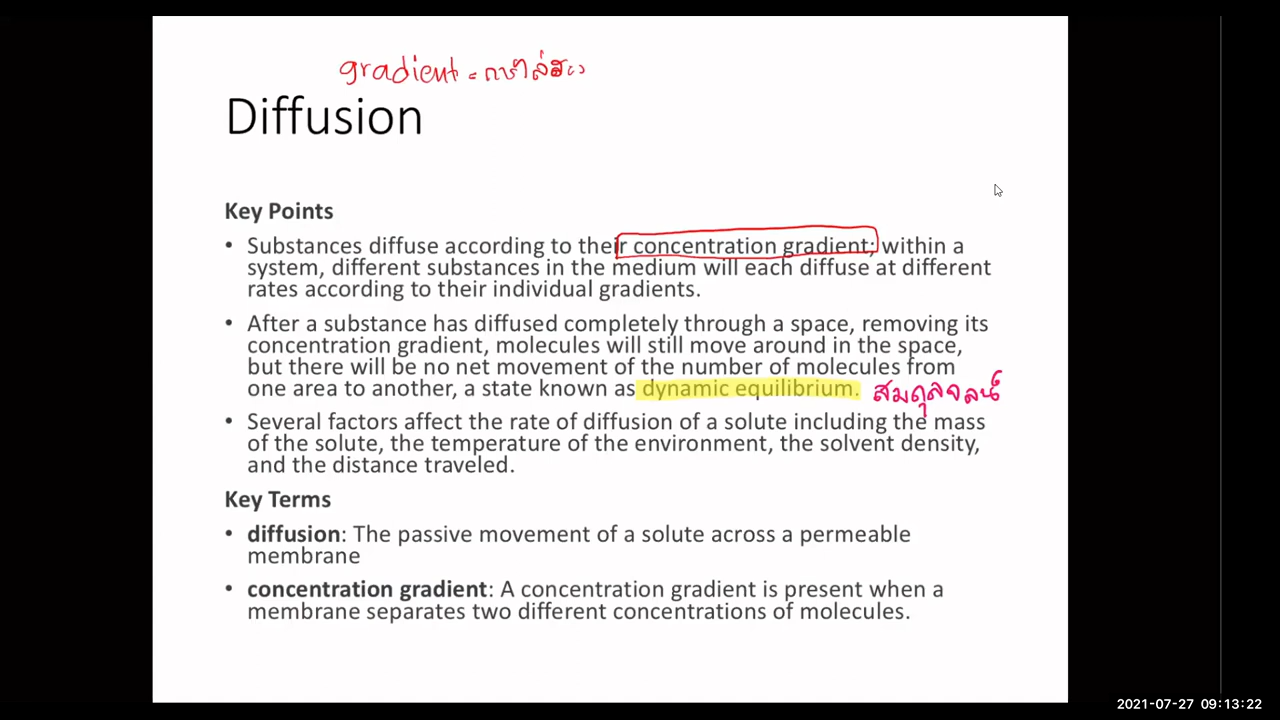 gradient = การไล่สี
Diffusion
Key Points
• Substances diffuse according to their concentration gradient; within a
system, different substances in the medium will each diffuse at different
rates according to their individual gradients.
• After a substance has diffused completely through a space, removing its
concentration gradient, molecules will still move around in the space,
but there will be no net movement of the number of molecules from
one area to another, a state known as dynamic equilibrium. สมดุลจลน์
• Several factors affect the rate of diffusion of a solute including the mass
of the solute, the temperature of the environment, the solvent density,
and the distance traveled.
Key Terms
• diffusion: The passive movement of a solute across a permeable
membrane
• concentration gradient: A concentration gradient is present when a
membrane separates two different concentrations of molecules.
2021-07-27 09:13:22